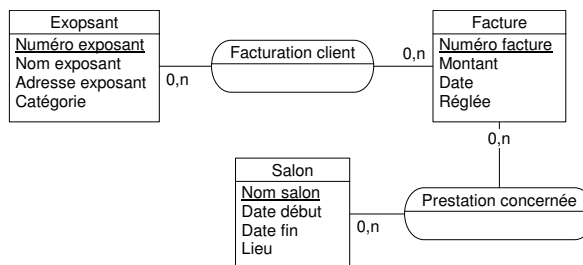 Exopsant
Numéro exposant
Nom exposant
Adresse exposant
Catégorie
0,n
Facturation client
0,n
Facture
Numéro facture
Montant
Date
Réglée
0,n
Salon
Nom salon
Date début
Date fin
Lieu
0,n
Prestation concernée